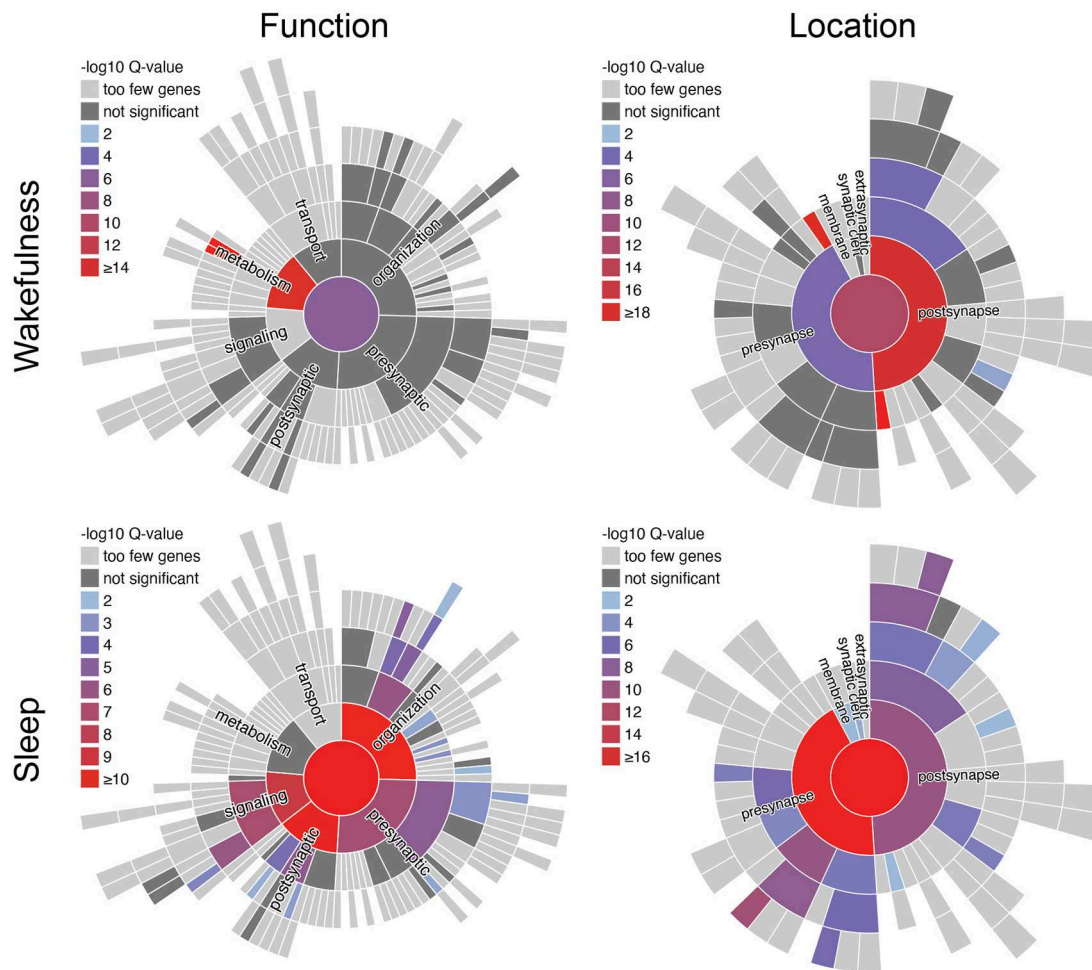 Function
Location
Wakefulness
-log10 Q-value
too few genes
not significant
2
4
6
8
10
12
≥14
transport
organization
metabolism
signaling
postsynaptic
presynaptic
-log10 Q-value
too few genes
not significant
2
4
6
8
10
12
14
16
≥18
extrasynaptic
synaptic cleft
membrane
postsynapse
presynapse
Sleep
-log10 Q-value
too few genes
not significant
2
3
4
5
6
7
8
9
≥10
transport
organization
metabolism
signaling
postsynaptic
presynaptic
-log10 Q-value
too few genes
not significant
2
4
6
8
10
12
14
≥16
extrasynaptic
synaptic cleft
membrane
postsynapse
presynapse